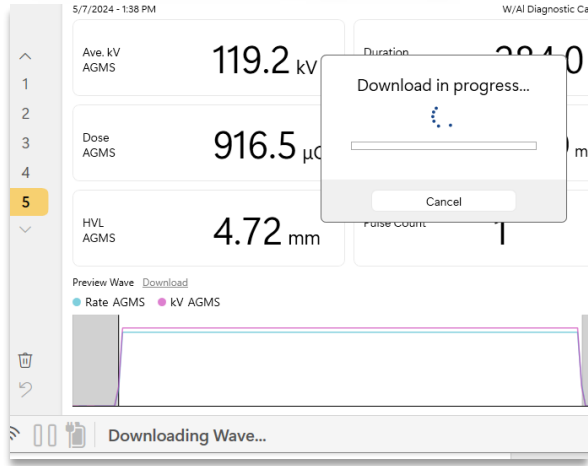 5/7/2024 - 1:38 PM
W/Al Diagnostic Ca
Ave. kV
AGMS
119.2 kV
Duration
384.0
Download in progress...
Cancel
1
2
3
4
5
Dose
AGMS
916.5
m
HVL
AGMS
4.72 mm
Pulse Count
1
Preview Wave Download
Rate AGMS kV AGMS
Downloading Wave...